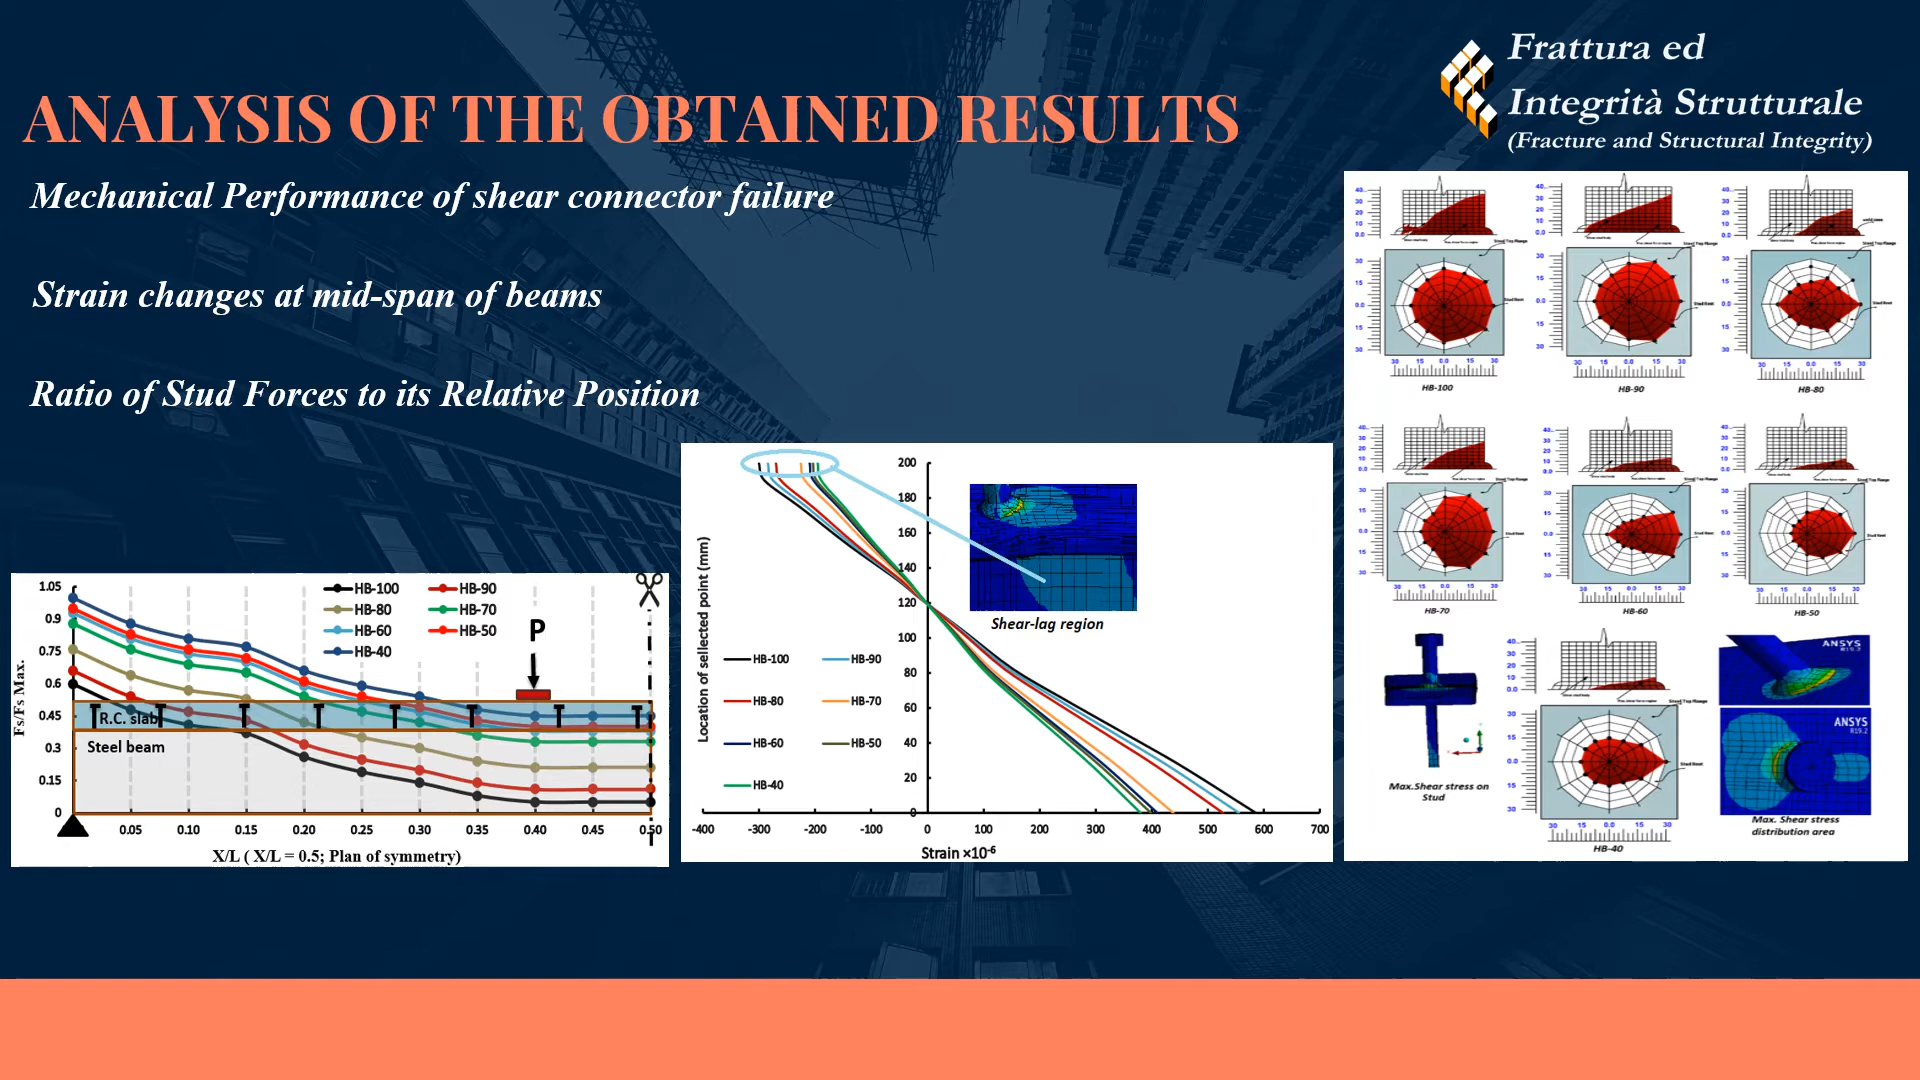 ANALYSIS OF THE OBTAINED RESULTS
Frattura ed
Integrità Strutturale
(Fracture and Structural Integrity)
Mechanical Performance of shear connector failure
Strain changes at mid-span of beams
Ratio of Stud Forces to its Relative Position
Fs/Fs Max.
1.05
0.9
0.75
0.6
0.45
0.3
0.15
0
HB-100
HB-90
HB-80
HB-70
HB-60
HB-50
HB-40
P
R.C. slab
Steel beam
0.05 0.10 0.15 0.20 0.25 0.30 0.35 0.40 0.45 0.50
X/L ( X/L = 0.5; Plan of symmetry)
Location of sellected point (mm)
200
180
160
140
120
100
80
60
40
20
0
Shear-lag region
HB-100
HB-90
HB-80
HB-70
HB-60
HB-50
HB-40
-400 -300 -200 -100 0 100 200 300 400 500 600 700
Strain ×10-6
HB-100
HB-90
HB-80
HB-70
HB-60
HB-50
Max.Shear stress on
Stud
HB-40
ANSYS
R19.2
ANSYS
R19.2
Max. Shear stress
distribution area